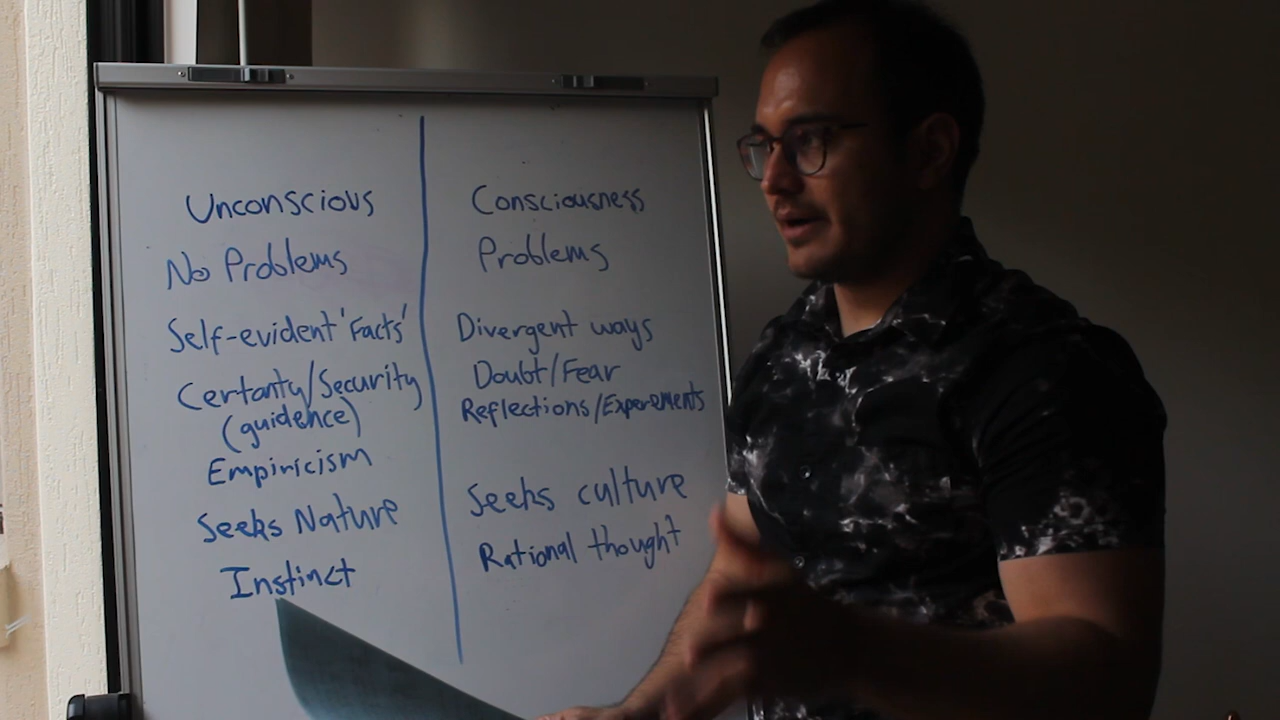 Unconscious
No Problems
Self-evident 'Facts'
Certanty/Security
(guidence)
Empiricism
Seeks Nature
Instinct
Consciousness
Problems
Divergent ways
Doubt/Fear
Reflections/Experements
Seeks culture
Rational thought